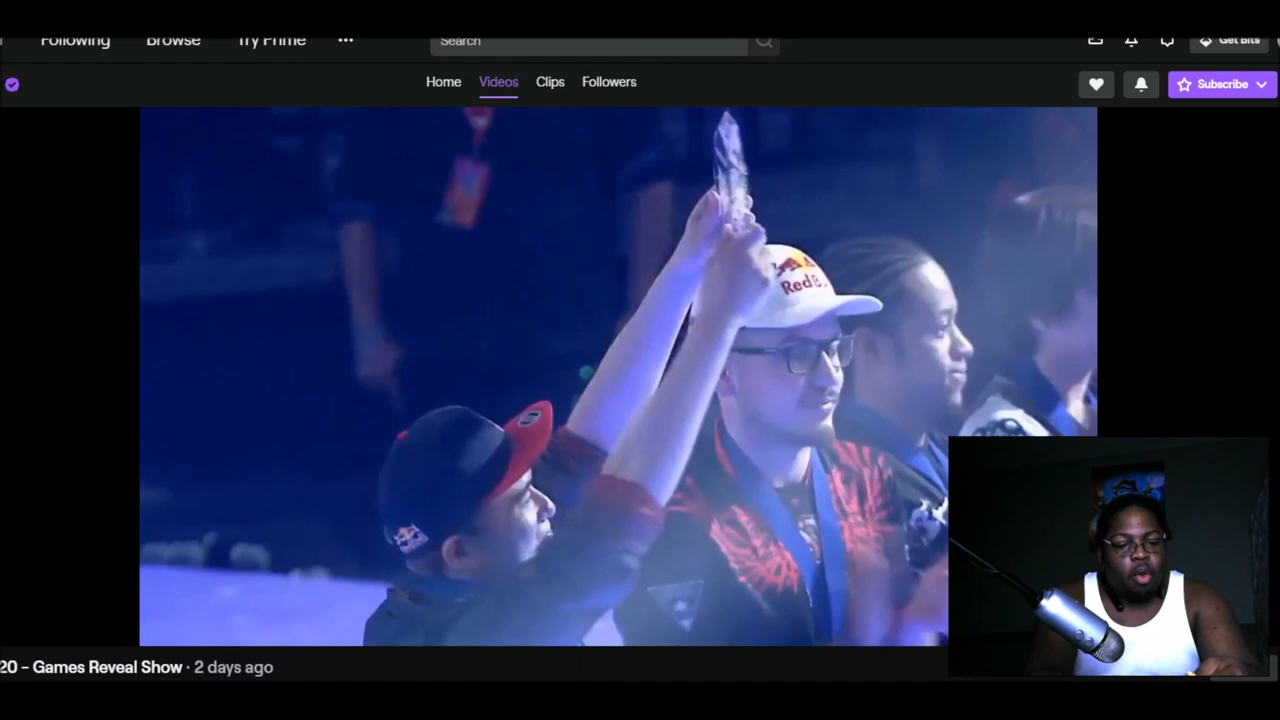 Following Browse Try Prime ...
Search
Get Bits
Home Videos Clips Followers
Subscribe
Red B
20 – Games Reveal Show · 2 days ago